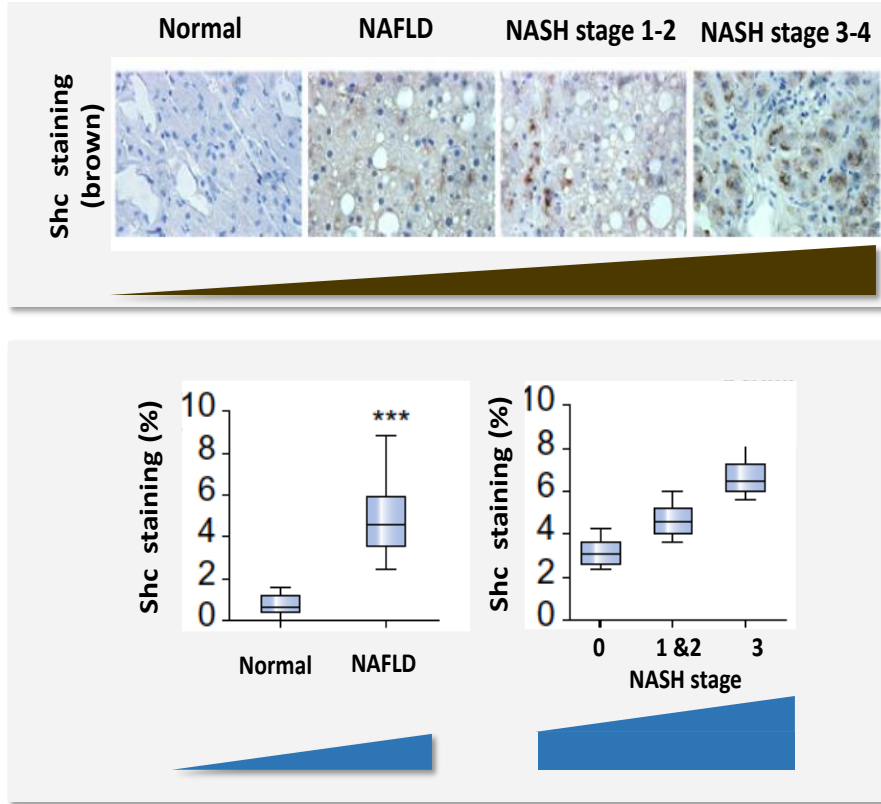 Normal
NAFLD
NASH stage 1-2
NASH stage 3-4
Shc staining
(brown)
Shc staining (%)
10
8
6
4
2
0
***
Normal
NAFLD
Shc staining (%)
10
8
6
4
2
0
0
1 &2
3
NASH stage